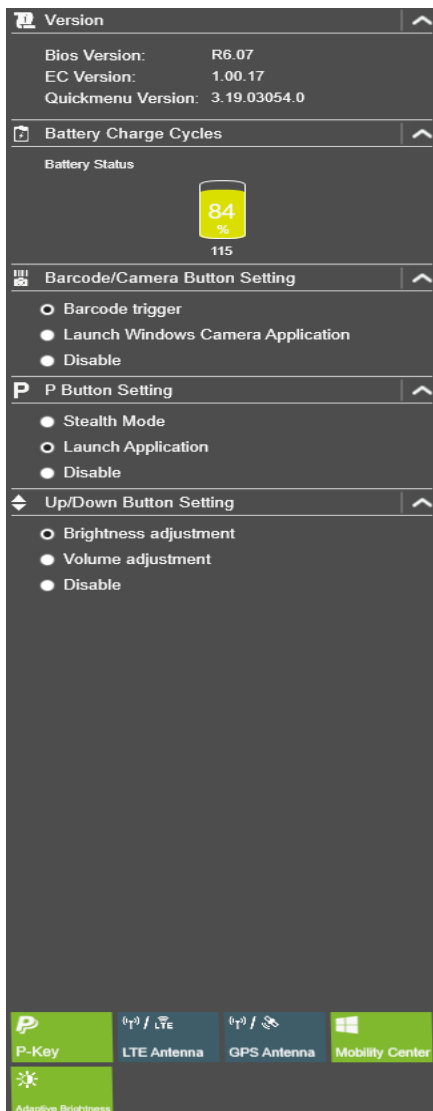 Version
Bios Version: R6.07
EC Version: 1.00.17
Quickmenu Version: 3.19.03054.0
Battery Charge Cycles
Battery Status
84
%
115
Barcode/Camera Button Setting
Barcode trigger
Launch Windows Camera Application
Disable
P P Button Setting
Stealth Mode
Launch Application
Disable
Up/Down Button Setting
Brightness adjustment
Volume adjustment
Disable
P-Key
/ LTE
LTE Antenna
/
GPS Antenna
Mobility Center
Adaptive Brightness